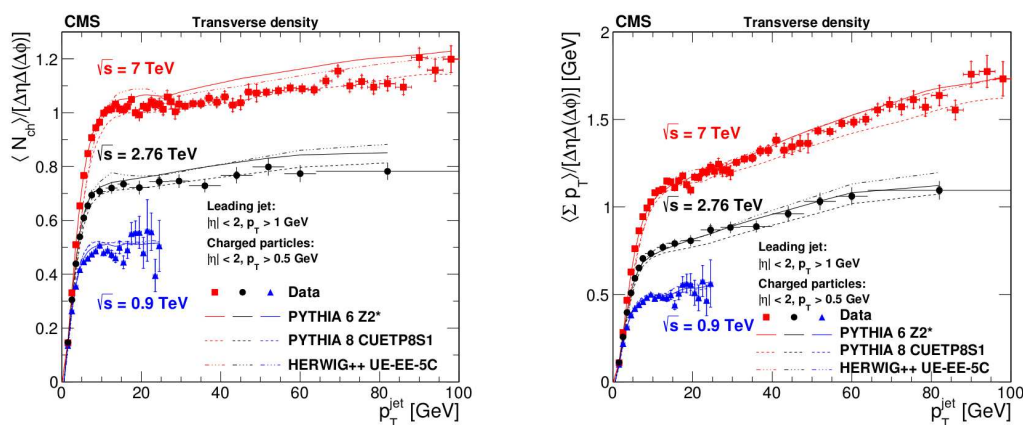 CMS Transverse density
⟨ N_ch⟩/[ΔηΔ(Δϕ)]
1.2
1
0.8
0.6
0.4
0.2
0
√s = 7 TeV
√s = 2.76 TeV
√s = 0.9 TeV
Leading jet:
|η| < 2, p_T > 1 GeV
Charged particles:
|η| < 2, p_T > 0.5 GeV
Data
PYTHIA 6 Z2*
PYTHIA 8 CUETP8S1
HERWIG++ UE-EE-5C
0 20 40 60 80 100
p_T^jet [GeV]
CMS Transverse density
⟨Σ p_T⟩/[ΔηΔ(Δϕ)] [GeV]
2
1.5
1
0.5
0
√s = 7 TeV
√s = 2.76 TeV
√s = 0.9 TeV
Leading jet:
|η| < 2, p_T > 1 GeV
Charged particles:
|η| < 2, p_T > 0.5 GeV
Data
PYTHIA 6 Z2*
PYTHIA 8 CUETP8S1
HERWIG++ UE-EE-5C
0 20 40 60 80 100
p_T^jet [GeV]